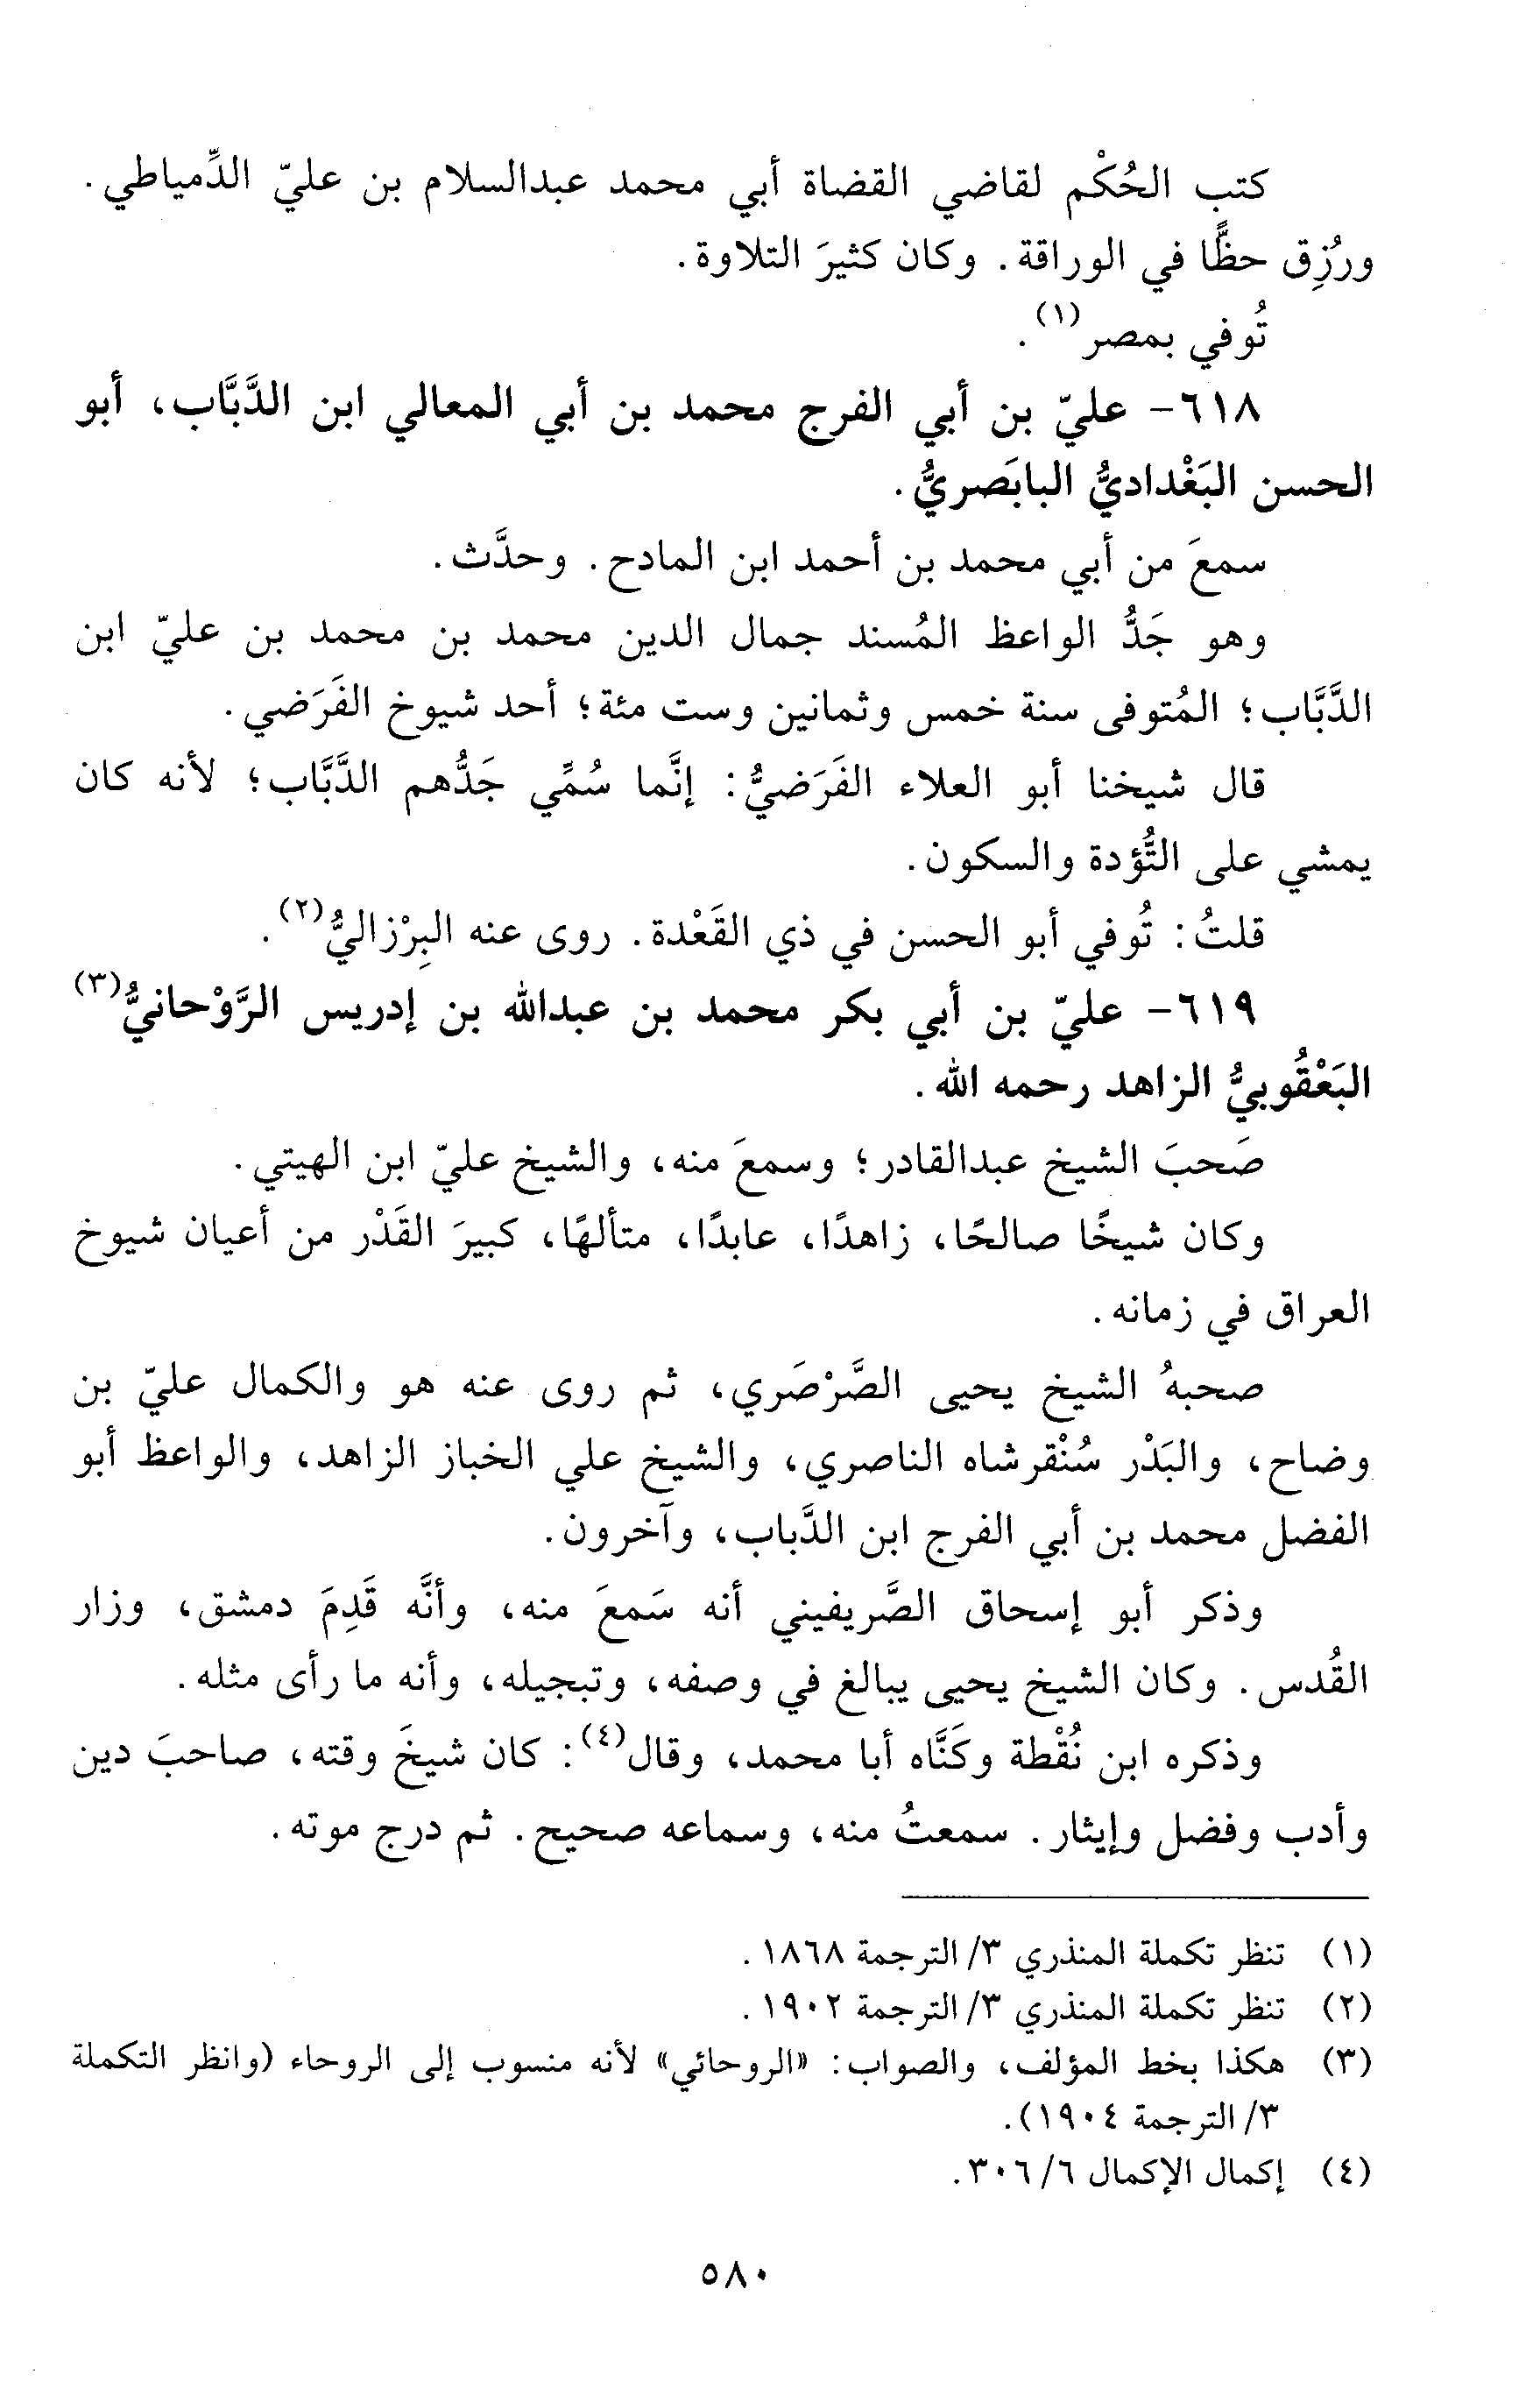 كتب الحُكْم لقاضي القضاة أبي محمد عبدالسلام بن عليّ الدِّمياطي.
ورُزِق حظًّا في الوراقة. وكان كثيرَ التلاوة.
تُوفي بمصر(١).
٦١٨- عليّ بن أبي الفرج محمد بن أبي المعالي ابن الدَّبَّاب، أبو
الحسن البَغْداديُّ البابَصريُّ.
سمعَ من أبي محمد بن أحمد ابن المادح. وحدَّث.
وهو جَدُّ الواعظ المُسند جمال الدين محمد بن محمد بن عليّ ابن
الدَّبَّاب؛ المُتوفى سنة خمس وثمانين وست مئة؛ أحد شيوخ الفَرَضي.
قال شيخنا أبو العلاء الفَرَضيُّ: إنَّما سُمِّي جَدُّهم الدَّبَّاب؛ لأنه كان
يمشي على التُّؤدة والسكون.
قلتُ: تُوفي أبو الحسن في ذي القَعْدة. روى عنه البِرْزاليُّ(٢).
٦١٩- عليّ بن أبي بكر محمد بن عبدالله بن إدريس الرَّوْحانيُّ(٣)
البَعْقُوبيُّ الزاهد رحمه الله.
صَحبَ الشيخ عبدالقادر؛ وسمعَ منه، والشيخ عليّ ابن الهيتي.
وكان شيخًا صالحًا، زاهدًا، عابدًا، متألهًا، كبيرَ القَدْر من أعيان شيوخ
العراق في زمانه.
صحبهُ الشيخ يحيى الصَّرْصَري، ثم روى عنه هو والكمال عليّ بن
وضاح، والبَدْر سُنْقرشاه الناصري، والشيخ علي الخباز الزاهد، والواعظ أبو
الفضل محمد بن أبي الفرج ابن الدَّباب، وآخرون.
وذكر أبو إسحاق الصَّريفيني أنه سَمعَ منه، وأنَّه قَدِمَ دمشق، وزار
القُدس. وكان الشيخ يحيى يبالغ في وصفه، وتبجيله، وأنه ما رأى مثله.
وذكره ابن نُقْطة وكَنَّاه أبا محمد، وقال(٤): كان شيخَ وقته، صاحبَ دين
وأدب وفضل وإيثار. سمعتُ منه، وسماعه صحيح. ثم درج موته.
(١) تنظر تكملة المنذري ٣/ الترجمة ١٨٦٨.
(٢) تنظر تكملة المنذري ٣/ الترجمة ١٩٠٢.
(٣) هكذا بخط المؤلف، والصواب: «الروحائي» لأنه منسوب إلى الروحاء (وانظر التكملة
٣/ الترجمة ١٩٠٤).
(٤) إكمال الإكمال ٦/ ٣٠٦.
٥٨٠